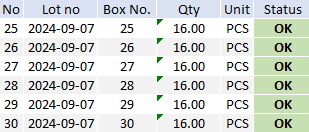 No Lot no Box No. Qty Unit Status
25 2024-09-07 25 16.00 PCS OK
26 2024-09-07 26 16.00 PCS OK
27 2024-09-07 27 16.00 PCS OK
28 2024-09-07 28 16.00 PCS OK
29 2024-09-07 29 16.00 PCS OK
30 2024-09-07 30 16.00 PCS OK